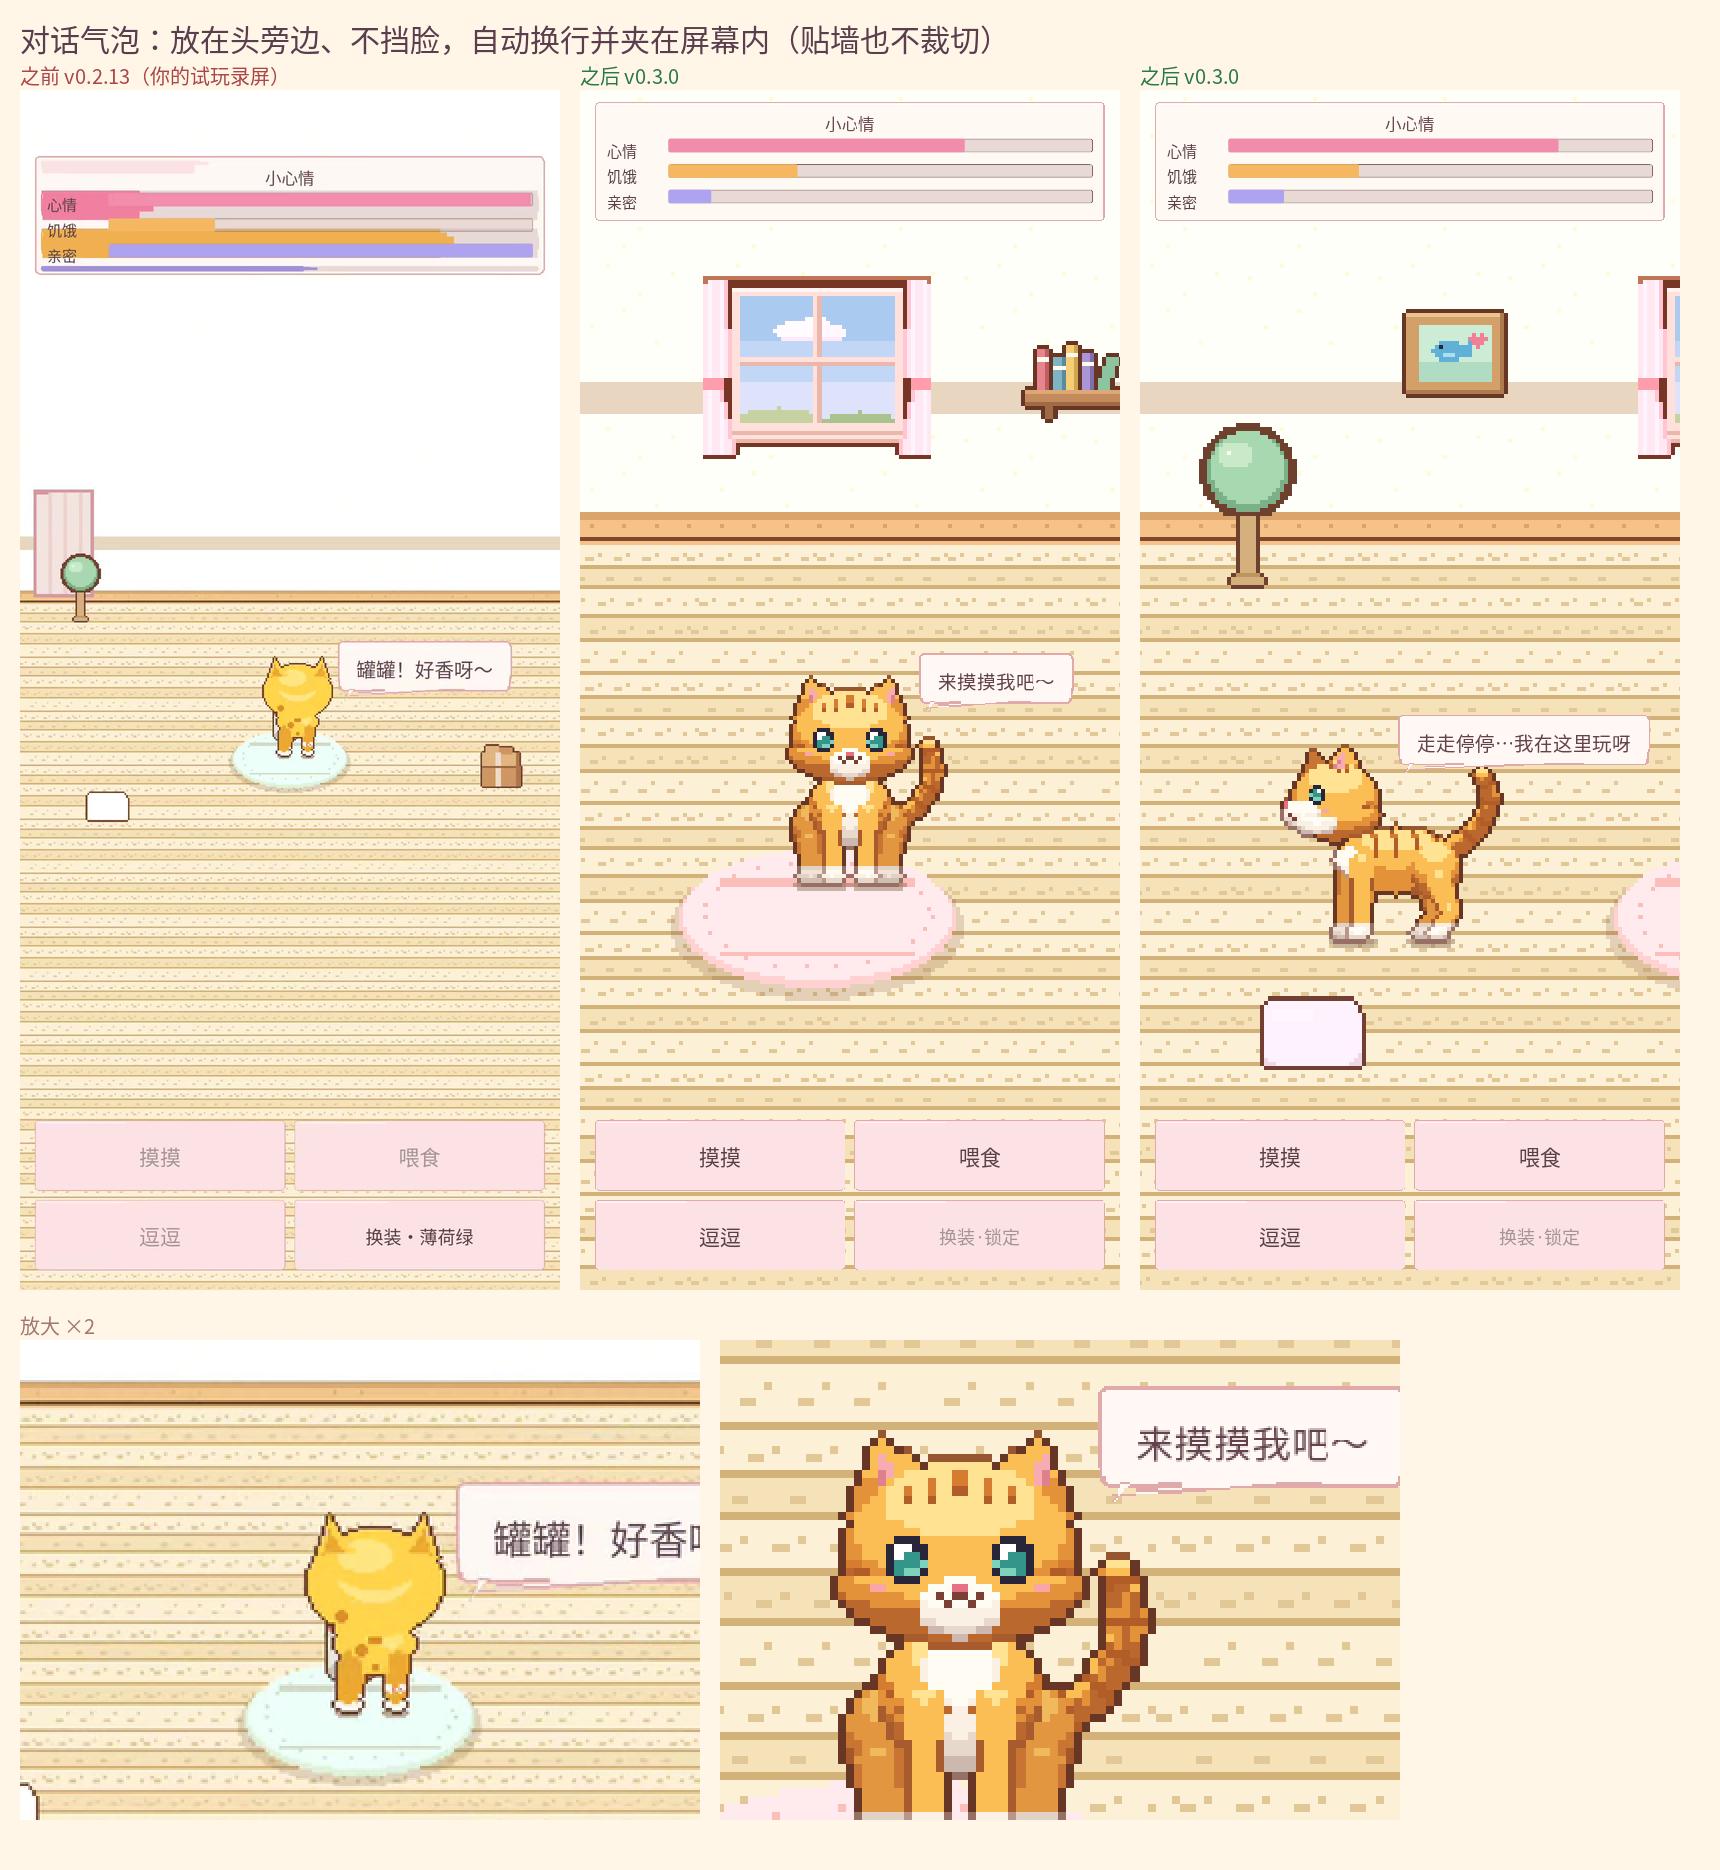 对话气泡：放在头旁边、不挡脸，自动换行并夹在屏幕内（贴墙也不裁切）
之前 v0.2.13（你的试玩录屏）
之后 v0.3.0
之后 v0.3.0
小心情
心情
饥饿
亲密
罐罐！好香呀～
摸摸
喂食
逗逗
换装·薄荷绿
小心情
心情
饥饿
亲密
来摸摸我吧～
摸摸
喂食
逗逗
换装·锁定
小心情
心情
饥饿
亲密
走走停停…我在这里玩呀
摸摸
喂食
逗逗
换装·锁定
放大 ×2
罐罐！好香
来摸摸我吧～